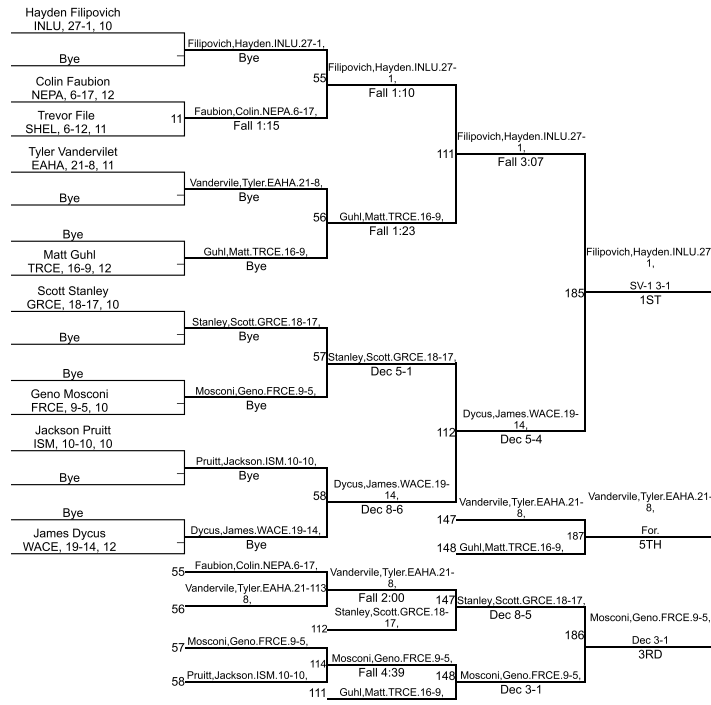 Hayden Filipovich
INLU, 27-1, 10
Bye
Filipovich,Hayden.INLU.27-1,
Bye
55
Filipovich,Hayden.INLU.27-
1,
Fall 1:10
Colin Faubion
NEPA, 6-17, 12
Trevor File
SHEL, 6-12, 11
11
Faubion,Colin.NEPA.6-17,
Fall 1:15
111
Filipovich,Hayden.INLU.27-
1,
Fall 3:07
Tyler Vandervilet
EAHA, 21-8, 11
Bye
Vandervile,Tyler.EAHA.21-8,
Bye
56
Guhl,Matt.TRCE.16-9,
Fall 1:23
Bye
Matt Guhl
TRCE, 16-9, 12
Guhl,Matt.TRCE.16-9,
Bye
185
Filipovich,Hayden.INLU.27
1,
SV-1 3-1
1ST
Scott Stanley
GRCE, 18-17, 10
Bye
Stanley,Scott.GRCE.18-17,
Bye
57
Stanley,Scott.GRCE.18-17,
Dec 5-1
Bye
Geno Mosconi
FRCE, 9-5, 10
Mosconi,Geno.FRCE.9-5,
Bye
112
Dycus,James.WACE.19-
14,
Dec 5-4
Jackson Pruitt
ISM, 10-10, 10
Bye
Pruitt,Jackson.ISM.10-10,
Bye
58
Dycus,James.WACE.19-
14,
Dec 8-6
Bye
James Dycus
WACE, 19-14, 12
Dycus,James.WACE.19-14,
Bye
147
Vandervile,Tyler.EAHA.21-
8,
148
Guhl,Matt.TRCE.16-9,
187
Vandervile,Tyler.EAHA.21-
8,
For.
5TH
55
Faubion,Colin.NEPA.6-17,
56
Vandervile,Tyler.EAHA.21-
8,
113
Vandervile,Tyler.EAHA.21-
8,
Fall 2:00
112
Stanley,Scott.GRCE.18-
17,
147
Stanley,Scott.GRCE.18-17,
Dec 8-5
57
Mosconi,Geno.FRCE.9-5,
58
Pruitt,Jackson.ISM.10-10,
114
Mosconi,Geno.FRCE.9-5,
Fall 4:39
111
Guhl,Matt.TRCE.16-9,
148
Mosconi,Geno.FRCE.9-5,
Dec 3-1
186
Mosconi,Geno.FRCE.9-5,
Dec 3-1
3RD